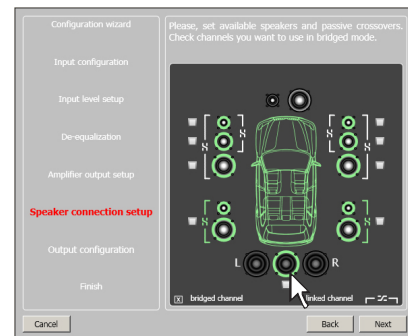 Configuration wizard
Input configuration
Input level setup
De-equalization
Amplifier output setup
Speaker connection setup
Output configuration
Finish
Please, set available speakers and passive crossovers.
Check channels you want to use in bridged mode.
L
R
x bridged channel
linked channel
Cancel
Back
Next